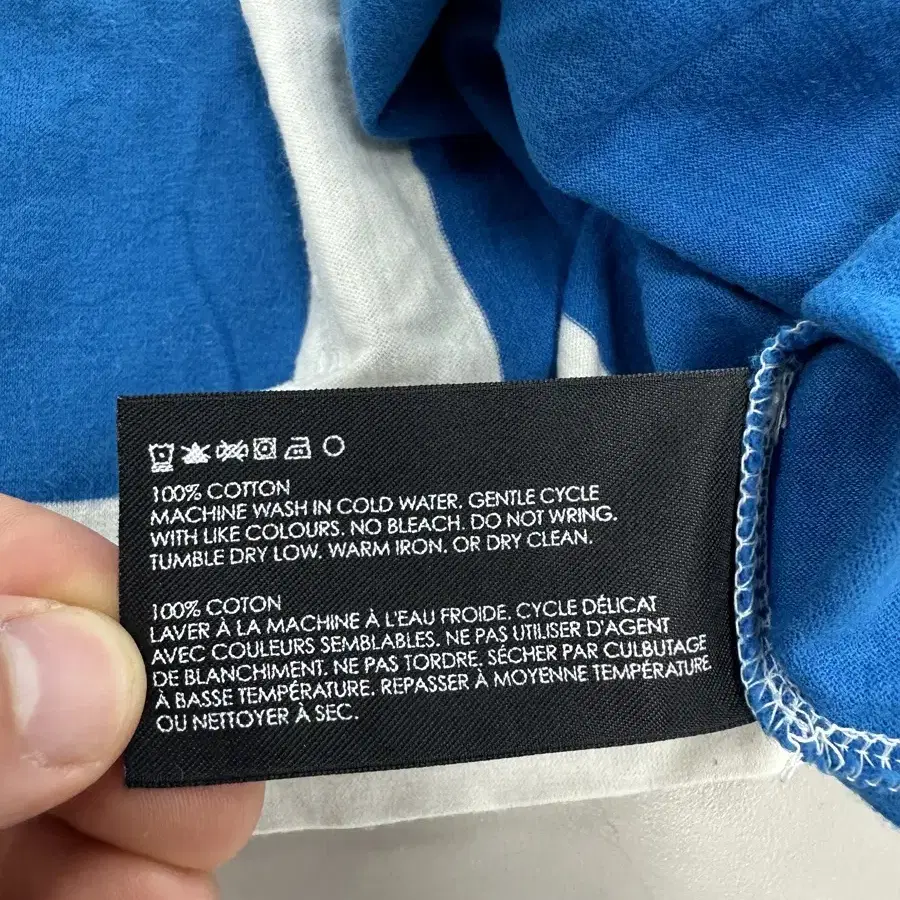 100% COTTON
MACHINE WASH IN COLD WATER. GENTLE CYCLE
WITH LIKE COLOURS. NO BLEACH. DO NOT WRING.
TUMBLE DRY LOW. WARM IRON. OR DRY CLEAN.
100% COTON
LAVER À LA MACHINE À L'EAU FROIDE. CYCLE DÉLICAT
AVEC COULEURS SEMBLABLES. NE PAS UTILISER D'AGENT
DE BLANCHIMENT. NE PAS TORDRE. SÉCHER PAR CULBUTAGE
À BASSE TEMPÉRATURE. REPASSER À MOYENNE TEMPÉRATURE.
OU NETTOYER À SEC.